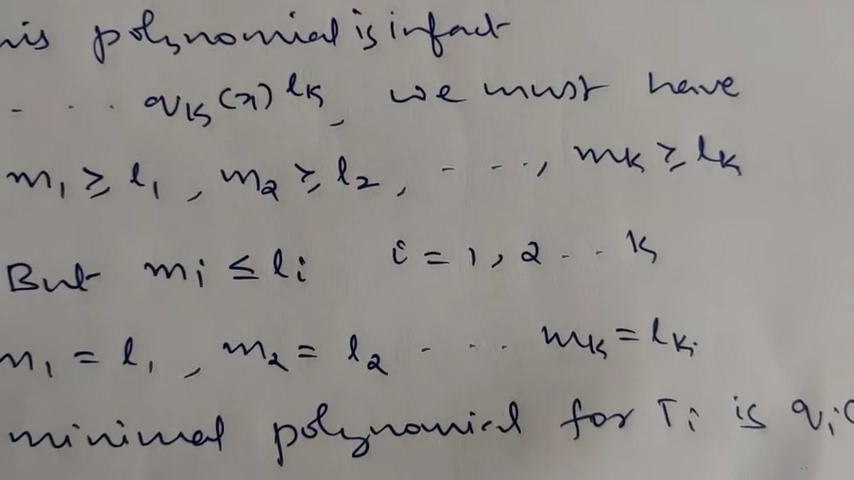 is polynomial is infact
. . . q_k(x)^{l_k}, we must have
m_1 ≥ l_1, m_2 ≥ l_2, . . ., m_k ≥ l_k
But m_i ≤ l_i i = 1, 2 . . k
m_1 = l_1, m_2 = l_2 . . . m_k = l_k.
minimal polynomial for T_i is q_i(